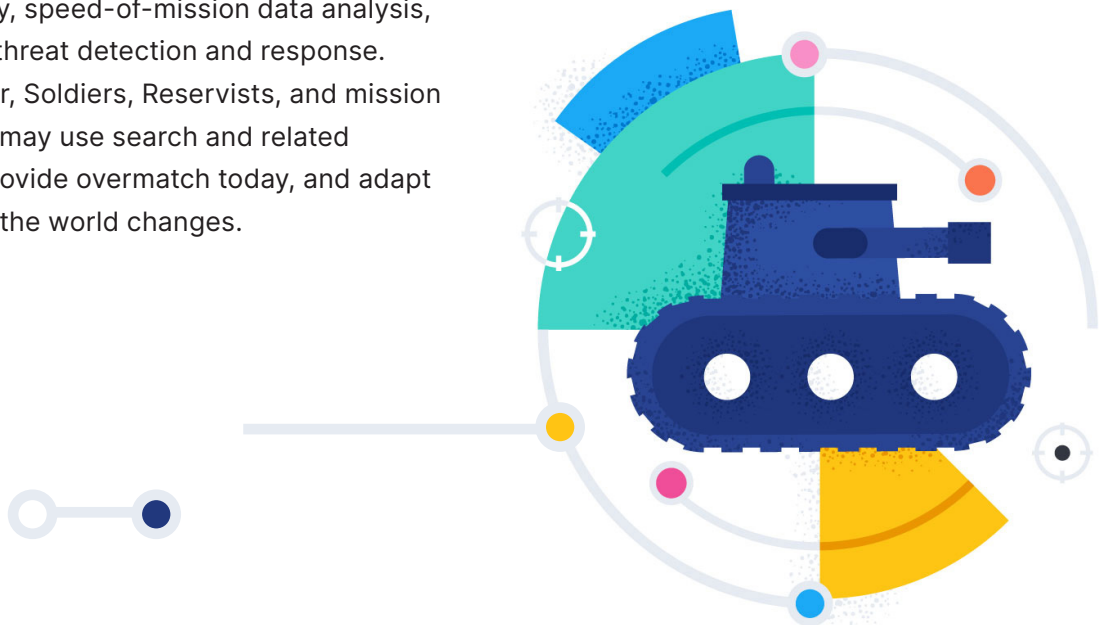 speed-of-mission data analysis,
threat detection and response.
Soldiers, Reservists, and mission
may use search and related
overmatch today, and adapt
the world changes.